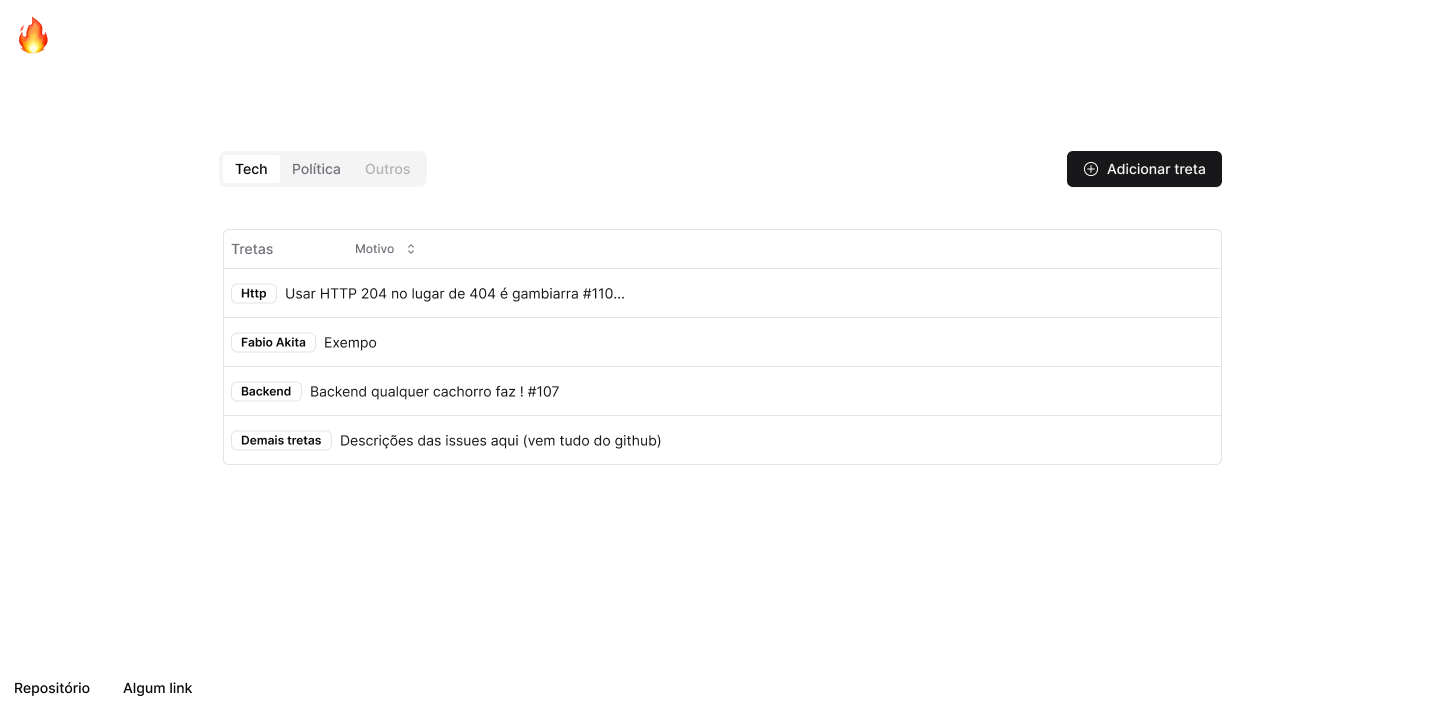 Tech Política Outros
Adicionar treta
Tretas Motivo
Http Usar HTTP 204 no lugar de 404 é gambiarra #110...
Fabio Akita Exempo
Backend Backend qualquer cachorro faz ! #107
Demais tretas Descrições das issues aqui (vem tudo do github)
Repositório Algum link